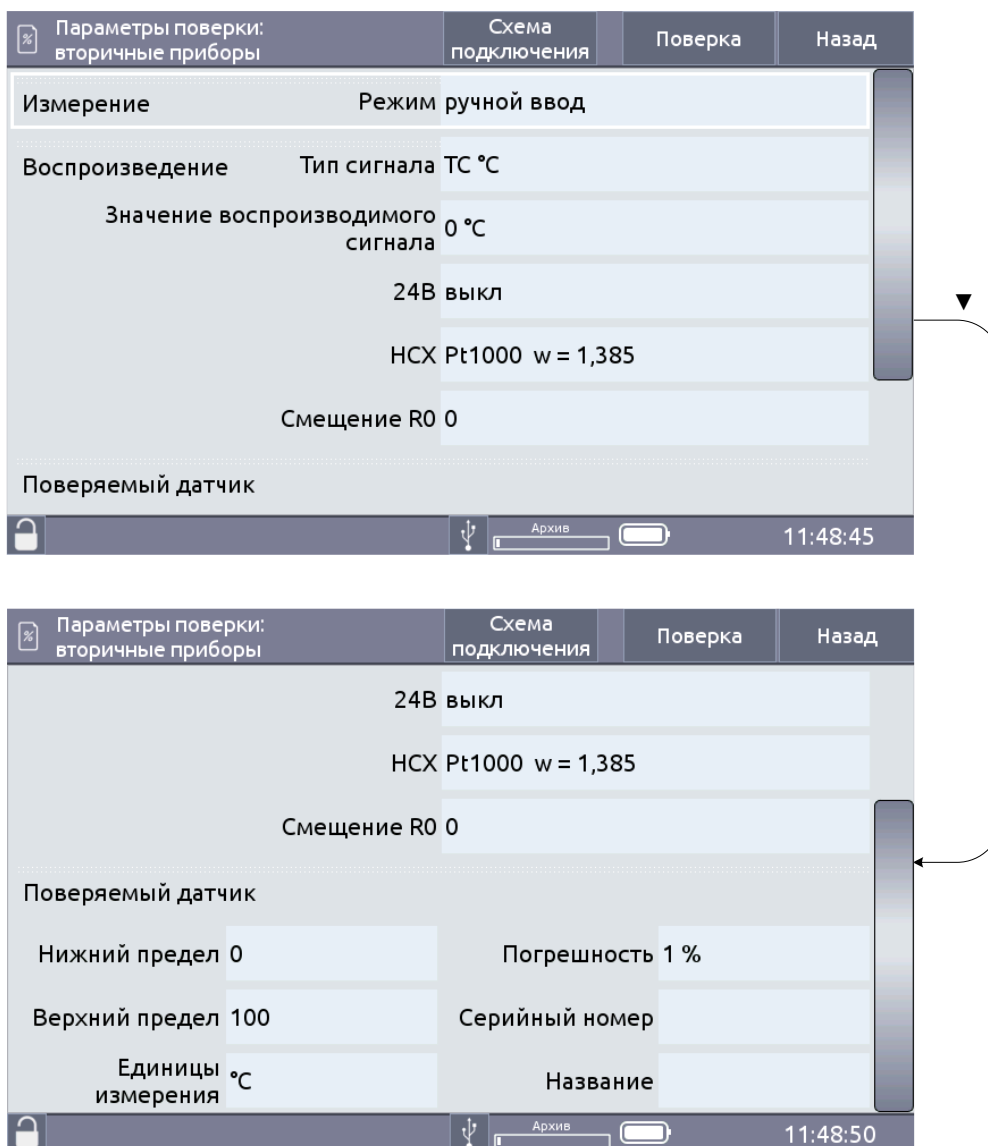 Параметры поверки:
вторичные приборы
Схема
подключения
Поверка
Назад
Измерение Режим ручной ввод
Воспроизведение Тип сигнала ТС °С
Значение воспроизводимого
сигнала
0 °С
24В выкл
НСХ Pt1000 w = 1,385
Смещение R0 0
Поверяемый датчик
Архив
11:48:45
Параметры поверки:
вторичные приборы
Схема
подключения
Поверка
Назад
24В выкл
НСХ Pt1000 w = 1,385
Смещение R0 0
Поверяемый датчик
Нижний предел 0 Погрешность 1 %
Верхний предел 100 Серийный номер
Единицы
измерения
°С
Название
Архив
11:48:50